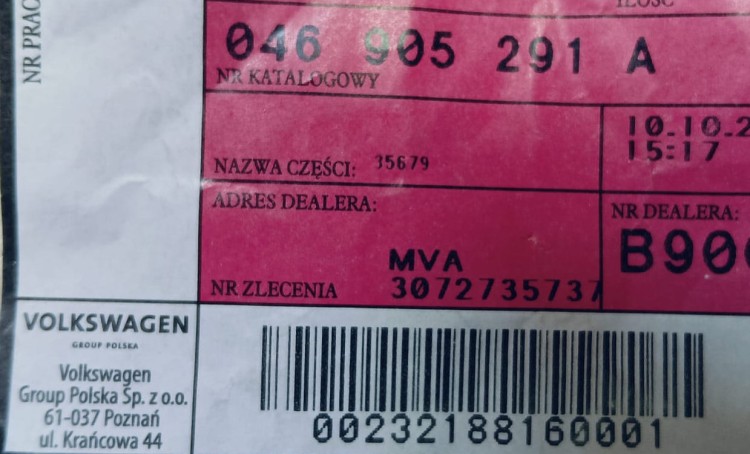 NR PRAC
ILOŚĆ
046 905 291 A
NR KATALOGOWY
10.10.2
15:17
NAZWA CZĘŚCI: 35679
ADRES DEALERA:
NR DEALERA:
B90
MVA
NR ZLECENIA 3072735737
VOLKSWAGEN
GROUP POLSKA
Volkswagen
Group Polska Sp. z o.o.
61-037 Poznań
ul. Krańcowa 44
00232188160001